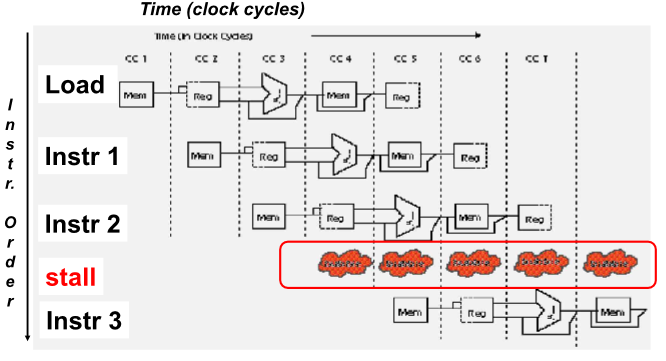 Time (clock cycles)
Time (in Clock Cycles)
CC 1 CC 2 CC 3 CC 4 CC 5 CC 6 CC 7
Instr. Order
Load Mem Reg Mem Reg
Instr 1 Mem Reg Mem Reg
Instr 2 Mem Reg Mem Reg
stall
Instr 3 Mem Reg Mem